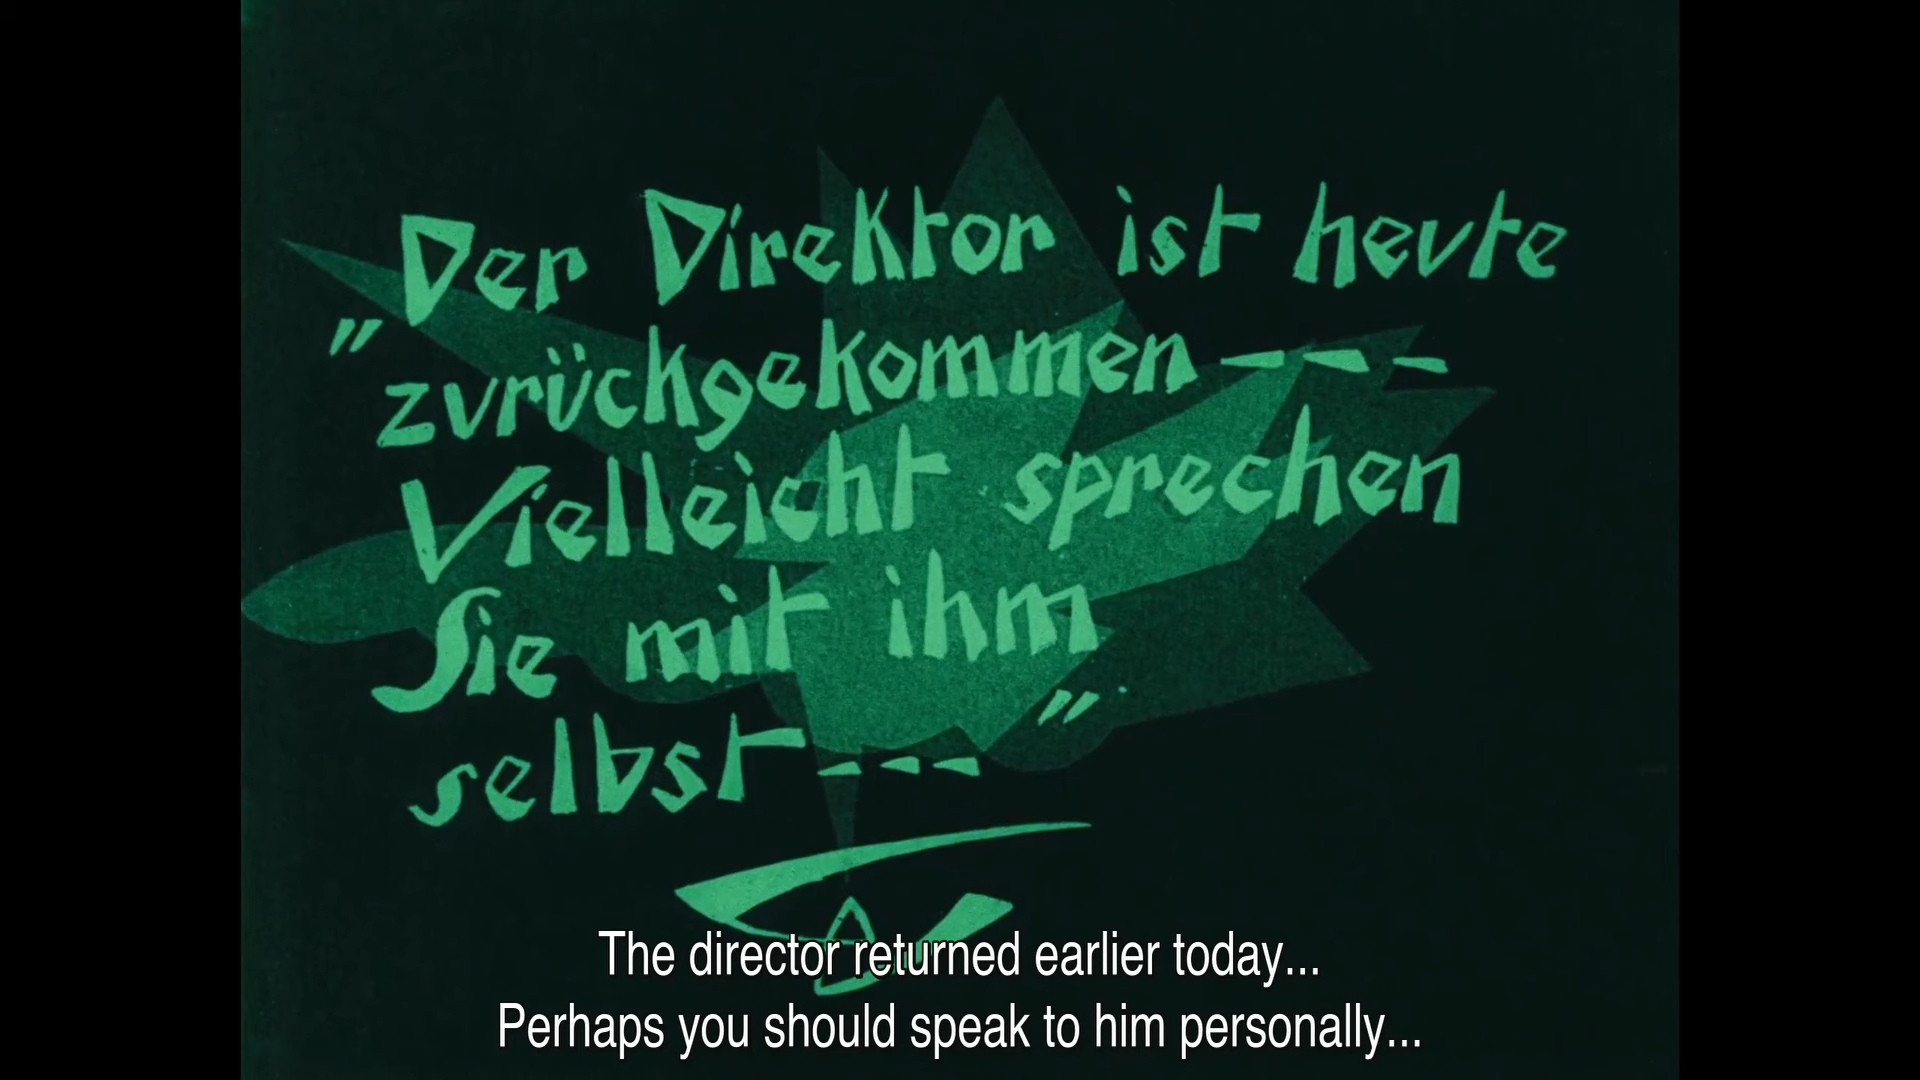 "Der Direktor ist heute
zurückgekommen - - -
Vielleicht sprechen
Sie mit ihm
selbst - - - "
The director returned earlier today...
Perhaps you should speak to him personally...